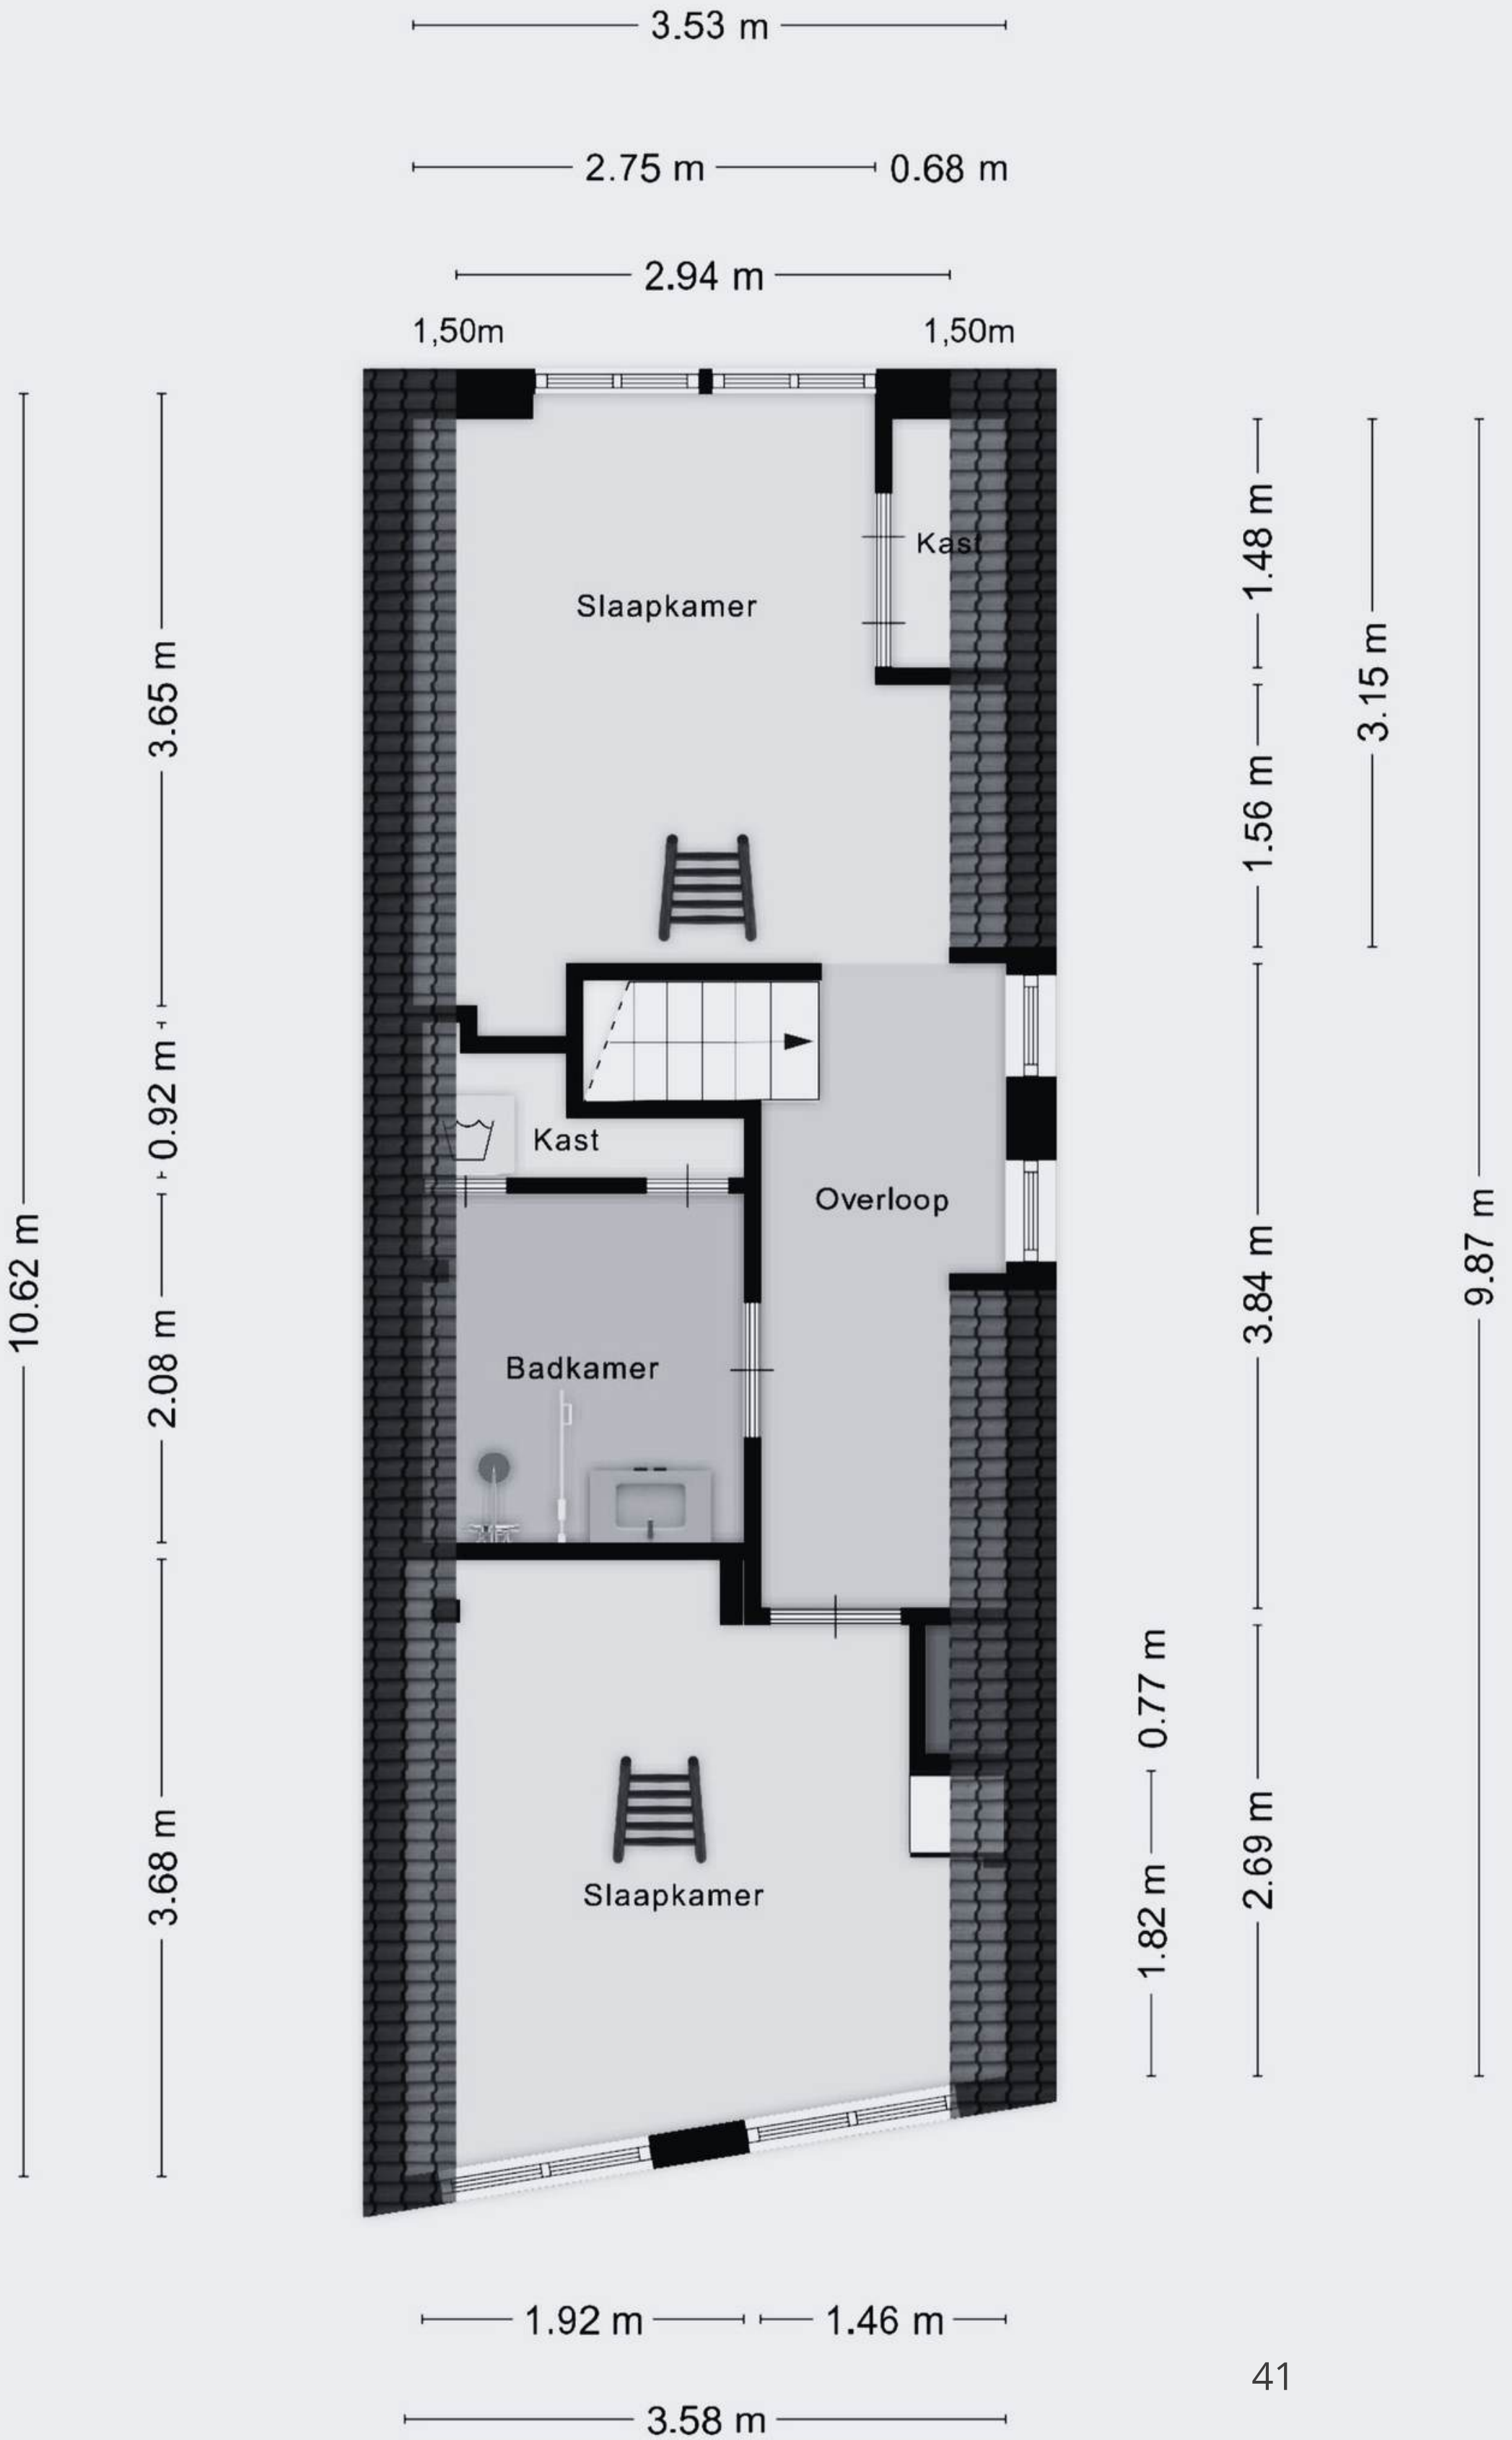 3.53 m
2.75 m
0.68 m
2.94 m
1,50m
1,50m
Kast
Slaapkamer
1.48 m
3.15 m
3.65 m
1.56 m
0.92 m
Kast
Overloop
10.62 m
9.87 m
3.84 m
2.08 m
Badkamer
0.77 m
3.68 m
2.69 m
Slaapkamer
1.82 m
1.92 m
1.46 m
41
3.58 m